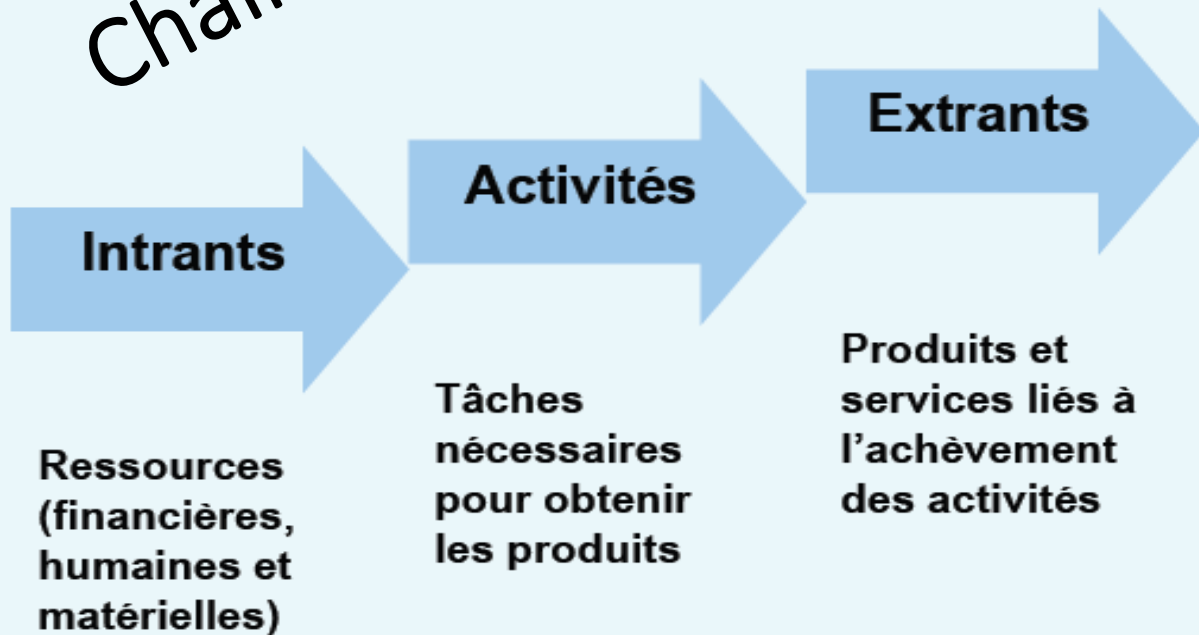 Intrants
Ressources
(financières,
humaines et
matérielles)
Activités
Tâches
nécessaires
pour obtenir
les produits
Extrants
Produits et
services liés à
l'achèvement
des activités